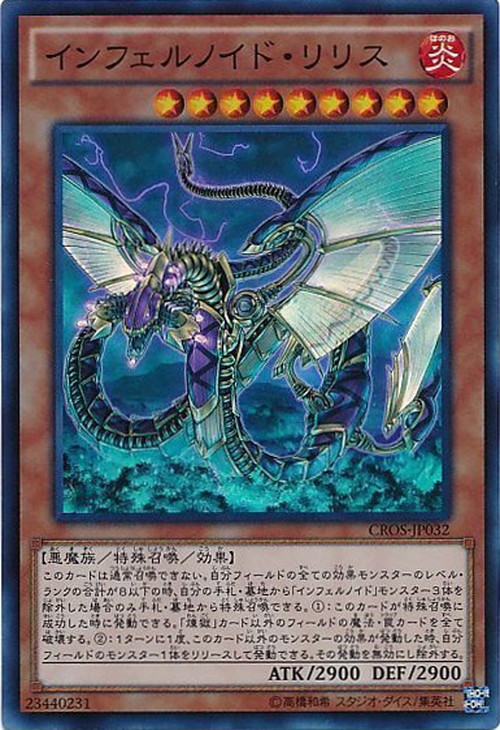 インフェルノイド・リリス
炎
ほのお
CROS-JP032
【悪魔族/特殊召喚/効果】
このカードは通常召喚できない。自分フィールドの全ての効果モンスターのレベル・
ランクの合計が8以下の時、自分の手札・墓地から「インフェルノイド」モンスター3体を
除外した場合のみ手札・墓地から特殊召喚できる。①:このカードが特殊召喚に
成功した時に発動できる。「煉獄」カード以外のフィールドの魔法・罠カードを全て
破壊する。②:1ターンに1度、このカード以外のモンスターの効果が発動した時、自分
フィールドのモンスター1体をリリースして発動できる。その発動を無効にし除外する。
ATK/2900 DEF/2900
23440231
©高橋和希 スタジオ・ダイス/集英社